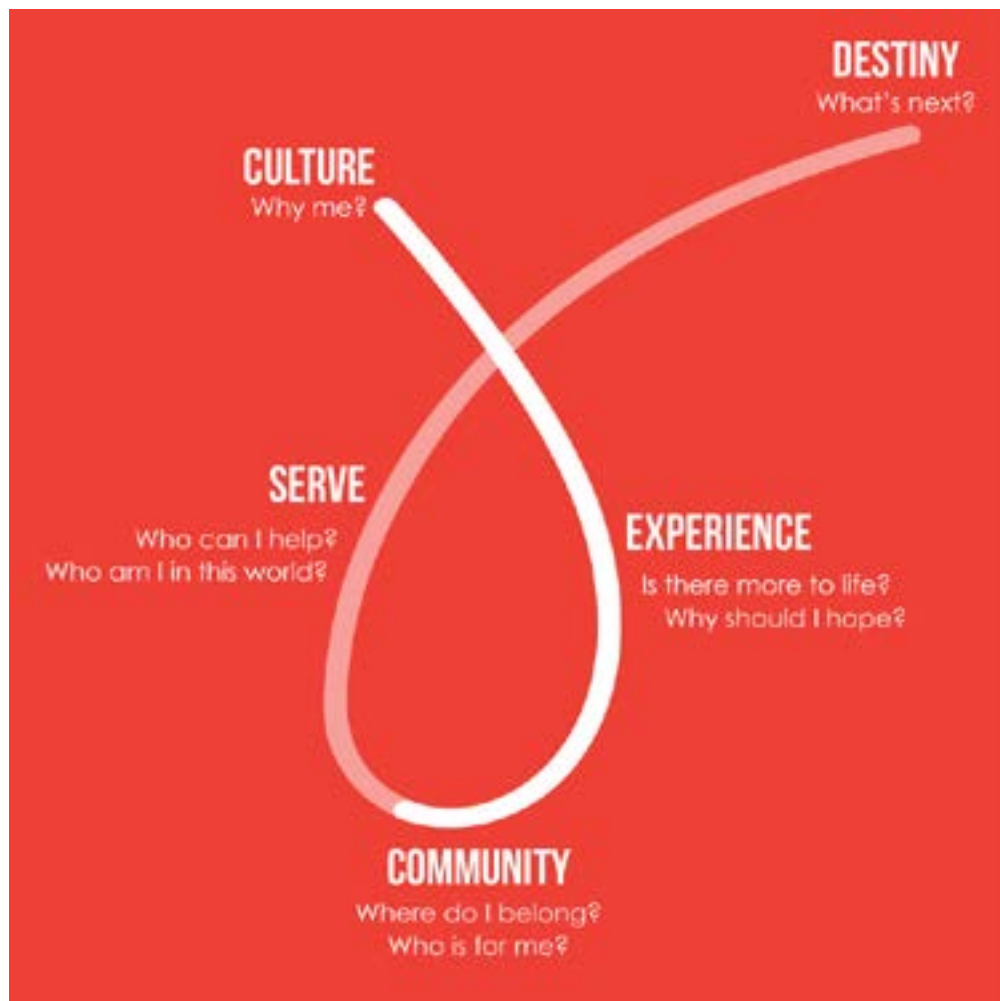 DESTINY
What's next?
CULTURE
Why me?
SERVE
Who can I help?
Who am I in this world?
EXPERIENCE
Is there more to life?
Why should I hope?
COMMUNITY
Where do I belong?
Who is for me?